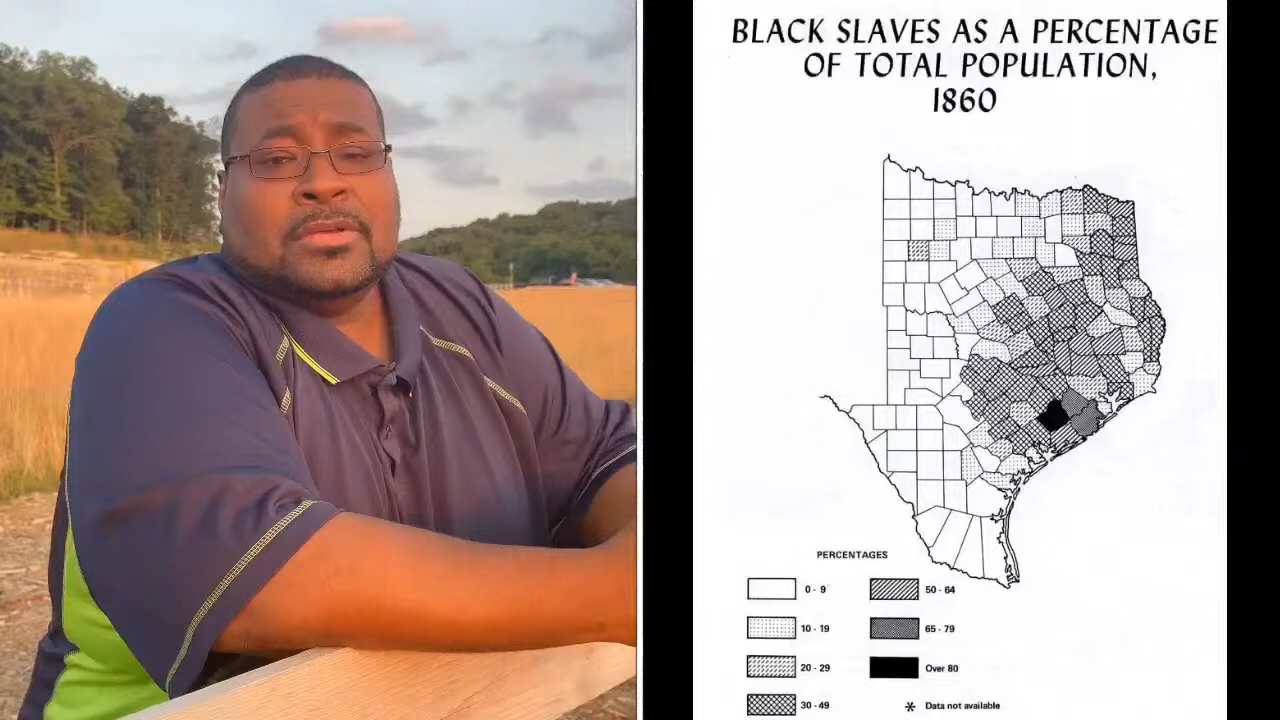 BLACK SLAVES AS A PERCENTAGE
OF TOTAL POPULATION,
1860
PERCENTAGES
0 - 9
10 - 19
20 - 29
30 - 49
50 - 64
65 - 79
Over 80
* Data not available